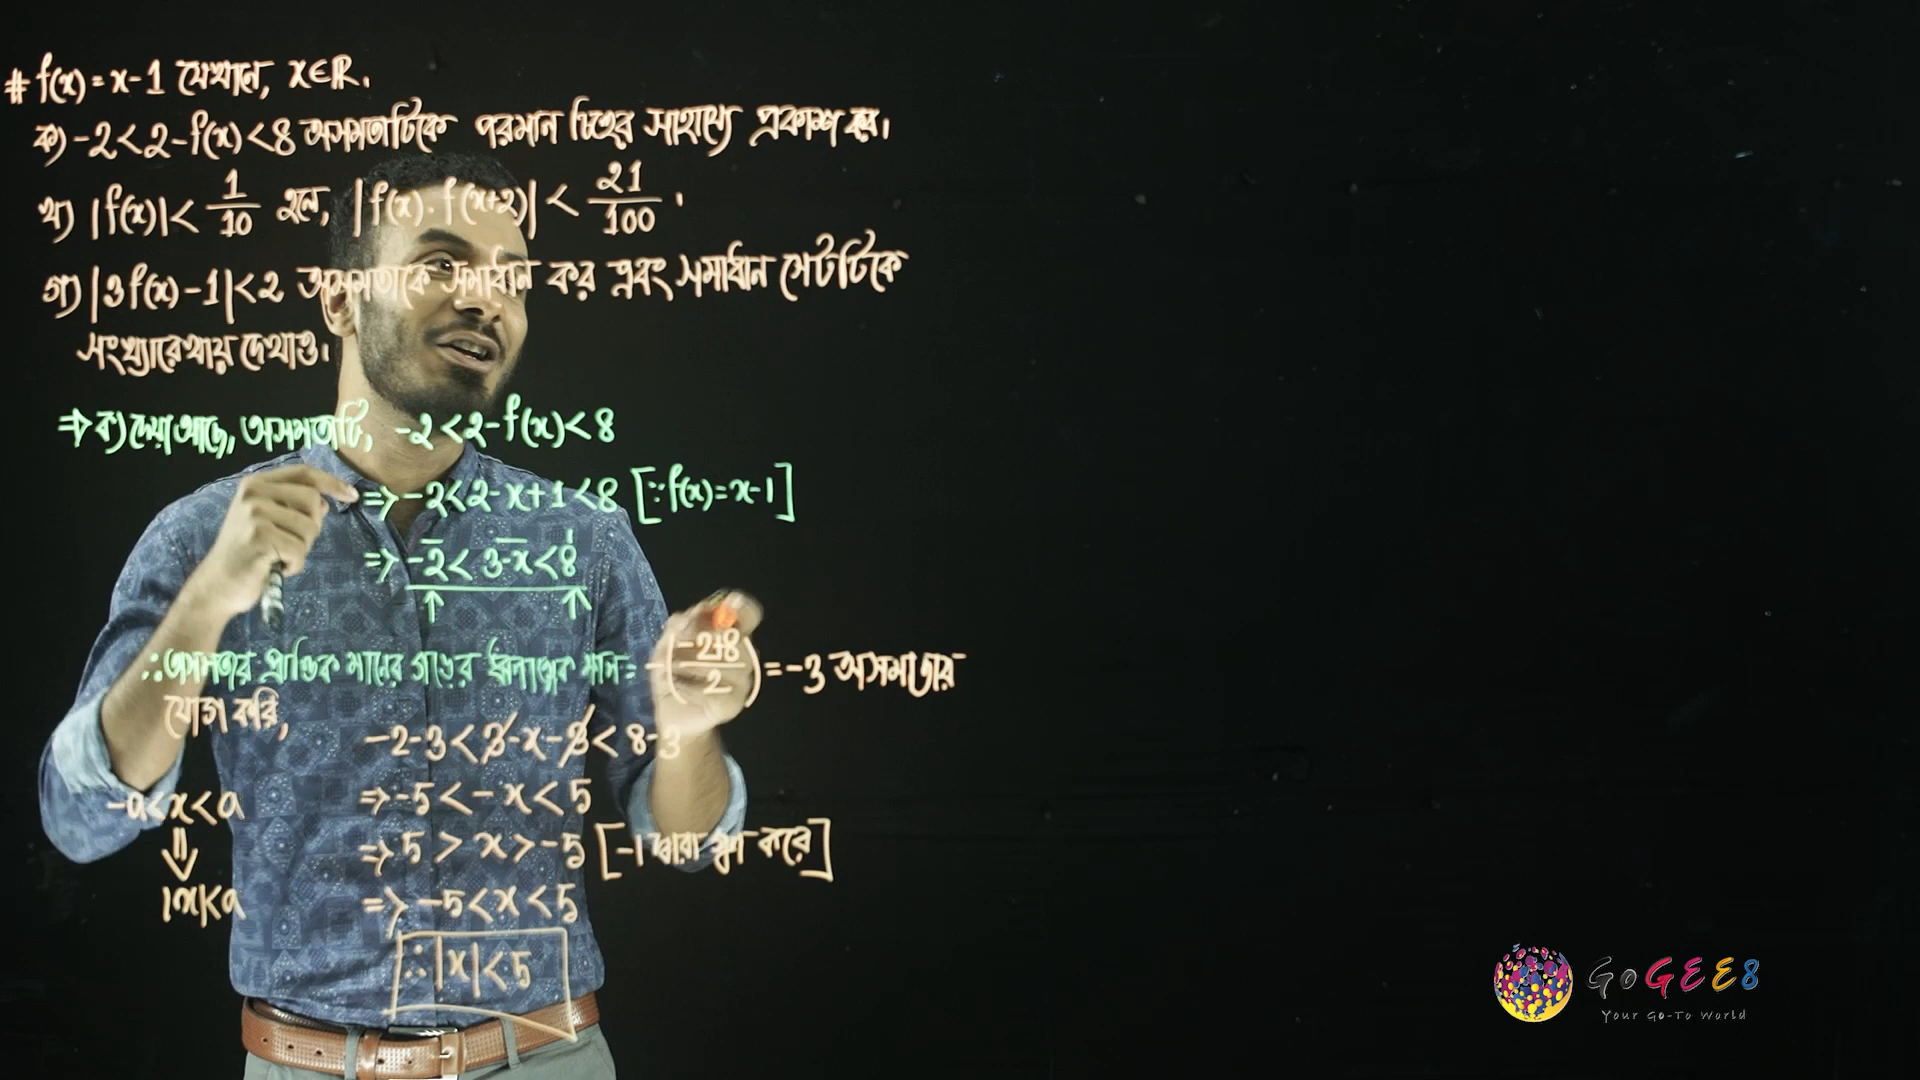 # f(x) = x-1 যেখানে, x∈ℝ.
ক) -2<2-f(x)<8 অসমতাটিকে পরমান চিহ্নের সাহায্যে প্রকাশ কর।
খ) |f(x)| < 1/10 হলে, |f(x).f(x+2)| < 21/100 .
গ) |3f(x)-1|<2 অসমতাকে সমাধান কর এবং সমাধান সেটটিকে
সংখ্যারেখায় দেখাও।
⇒ ক) দেয়া আছে, অসমতাটি, -2<2-f(x)<8
⇒ -2<2-x+1<8 [∵f(x)=x-1]
⇒ -2< 3-x<8
∴ অসমতার প্রান্তিক মানের গড়ের ঋণাত্মক মান= -(-2+8/2) = -3 অসমতায়
যোগ করি,
-2-3<3-x-3< 8-3
⇒ -5<-x<5
⇒ 5 > x > -5 [-1 দ্বারা গুণ করে]
⇒ -5<x<5
∴ |x|<5
-a<x<a
⇓
|x|<a
GoGEE8
Your Go-To World